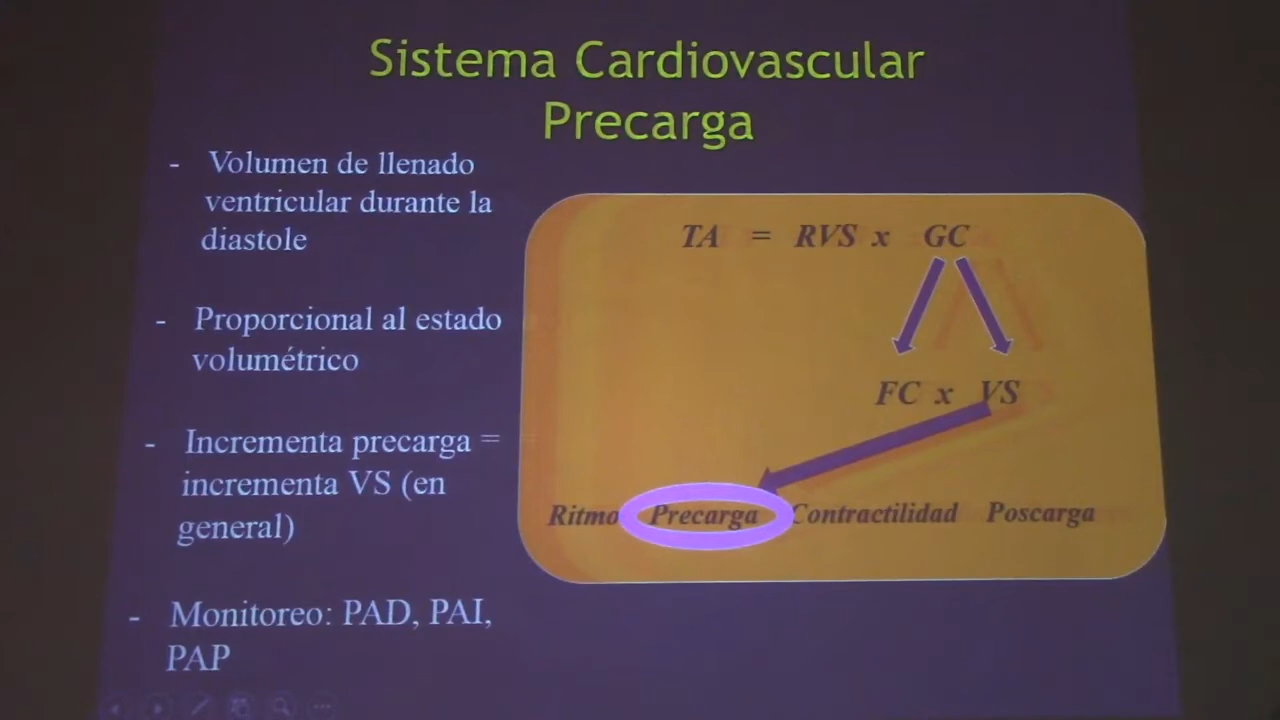 Sistema Cardiovascular
Precarga
- Volumen de llenado
ventricular durante la
diastole
- Proporcional al estado
volumétrico
- Incrementa precarga =
incrementa VS (en
general)
- Monitoreo: PAD, PAI,
PAP
TA = RVS x GC
FC x VS
Ritmo Precarga Contractilidad Poscarga